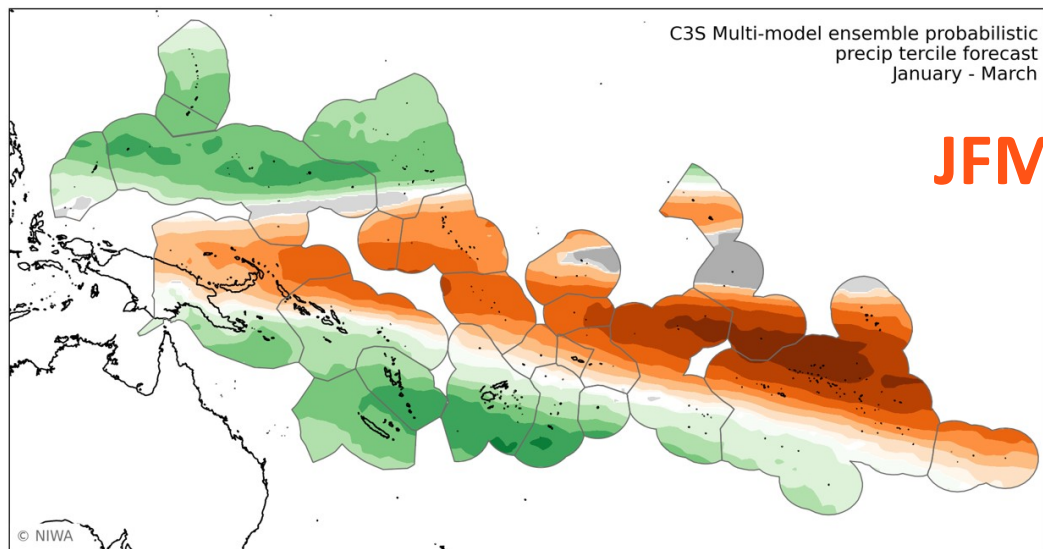 C3S Multi-model ensemble probabilistic
precip tercile forecast
January - March
JFM
© NIWA